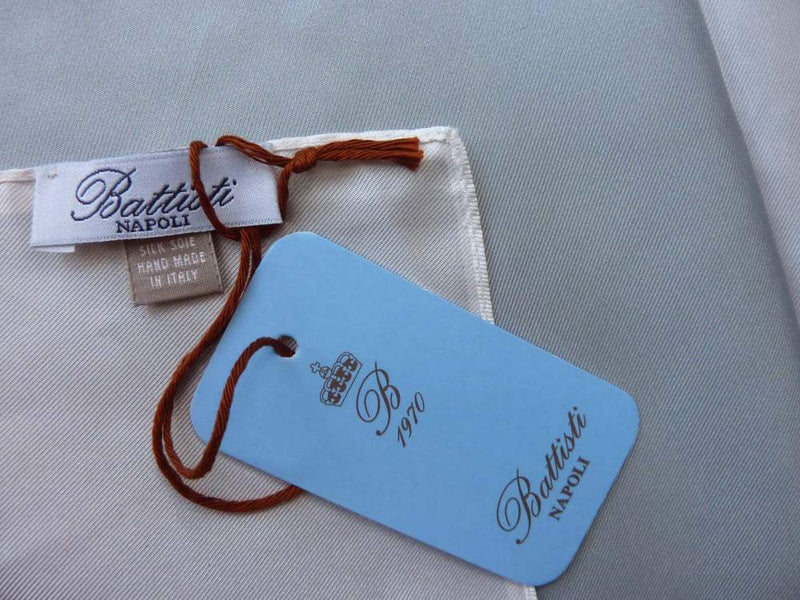 Battisti
NAPOLI
SILK SOIE
HAND MADE
IN ITALY
B
1970
Battisti
NAPOLI